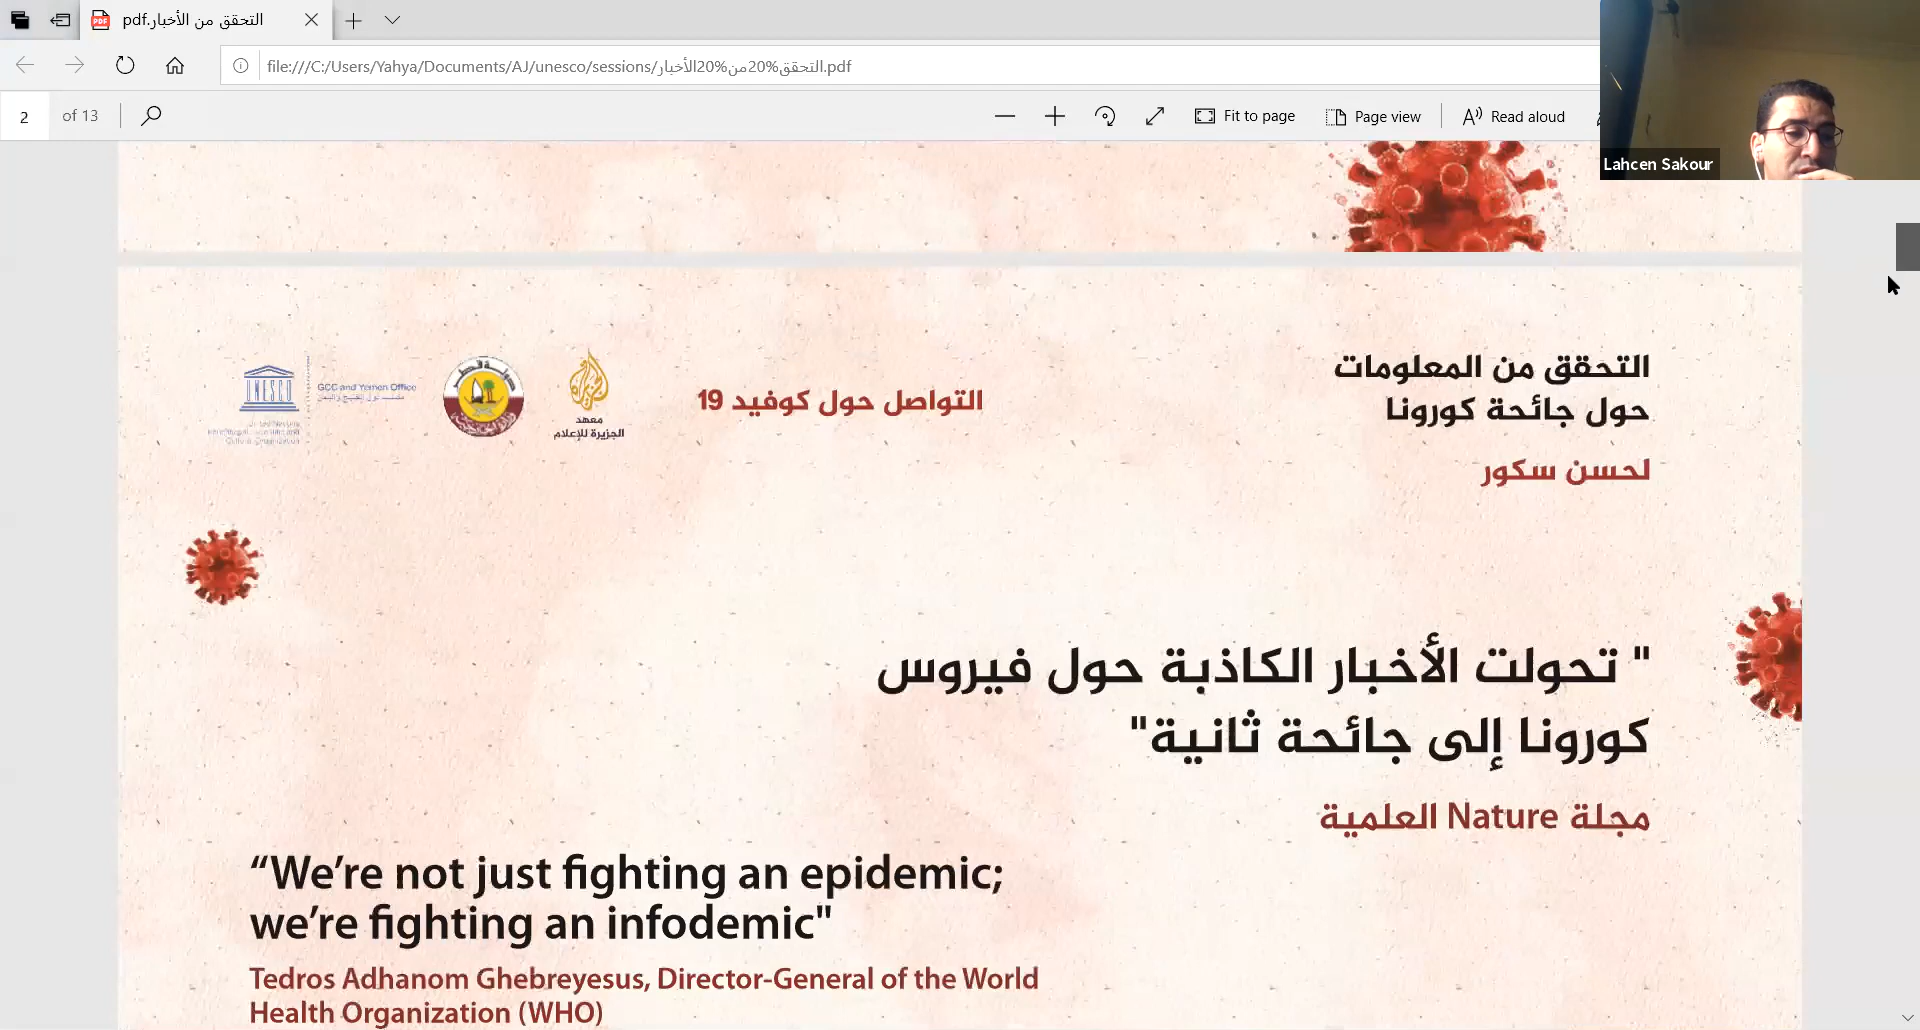 التحقق من الأخبار.pdf
file:///C:/Users/Yahya/Documents/AJ/unesco/sessions/التحقق%20من%20الأخبار.pdf
2 of 13
Fit to page
Page view
Read aloud
Lahcen Sakour
التحقق من المعلومات
حول جائحة كورونا
لحسن سكور
التواصل حول كوفيد 19
معهد
الجزيرة للإعلام
دولة قطر
UNESCO
GCC and Yemen Office
" تحولت الأخبار الكاذبة حول فيروس
كورونا إلى جائحة ثانية"
مجلة Nature العلمية
“We’re not just fighting an epidemic;
we’re fighting an infodemic"
Tedros Adhanom Ghebreyesus, Director-General of the World
Health Organization (WHO)